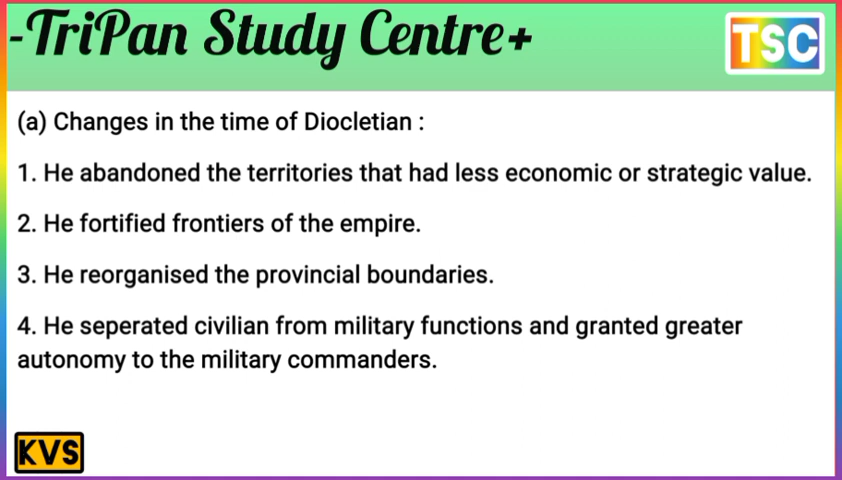 -TriPan Study Centre+
TSC
(a) Changes in the time of Diocletian :
1. He abandoned the territories that had less economic or strategic value.
2. He fortified frontiers of the empire.
3. He reorganised the provincial boundaries.
4. He seperated civilian from military functions and granted greater
autonomy to the military commanders.
KVS